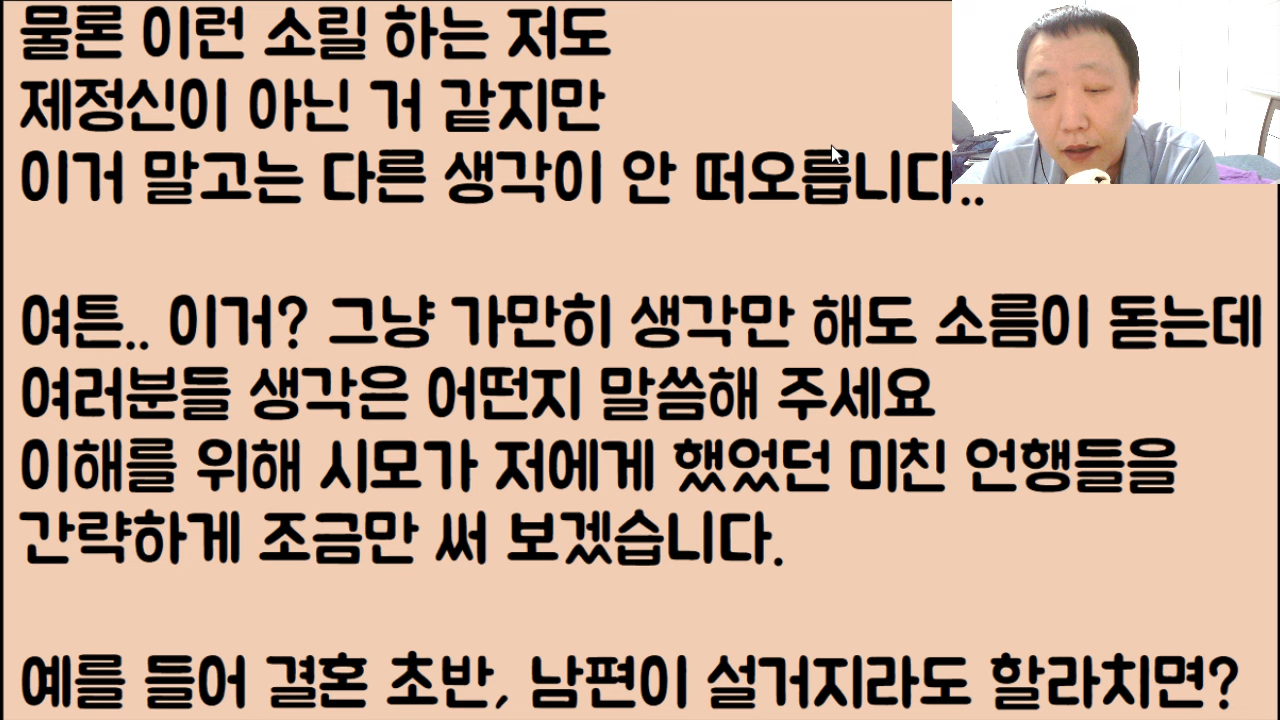 물론 이런 소릴 하는 저도
제정신이 아닌 거 같지만
이거 말고는 다른 생각이 안 떠오릅니다..
여튼.. 이거? 그냥 가만히 생각만 해도 소름이 돋는데
여러분들 생각은 어떤지 말씀해 주세요
이해를 위해 시모가 저에게 했었던 미친 언행들을
간략하게 조금만 써 보겠습니다.
예를 들어 결혼 초반, 남편이 설거지라도 할라치면?